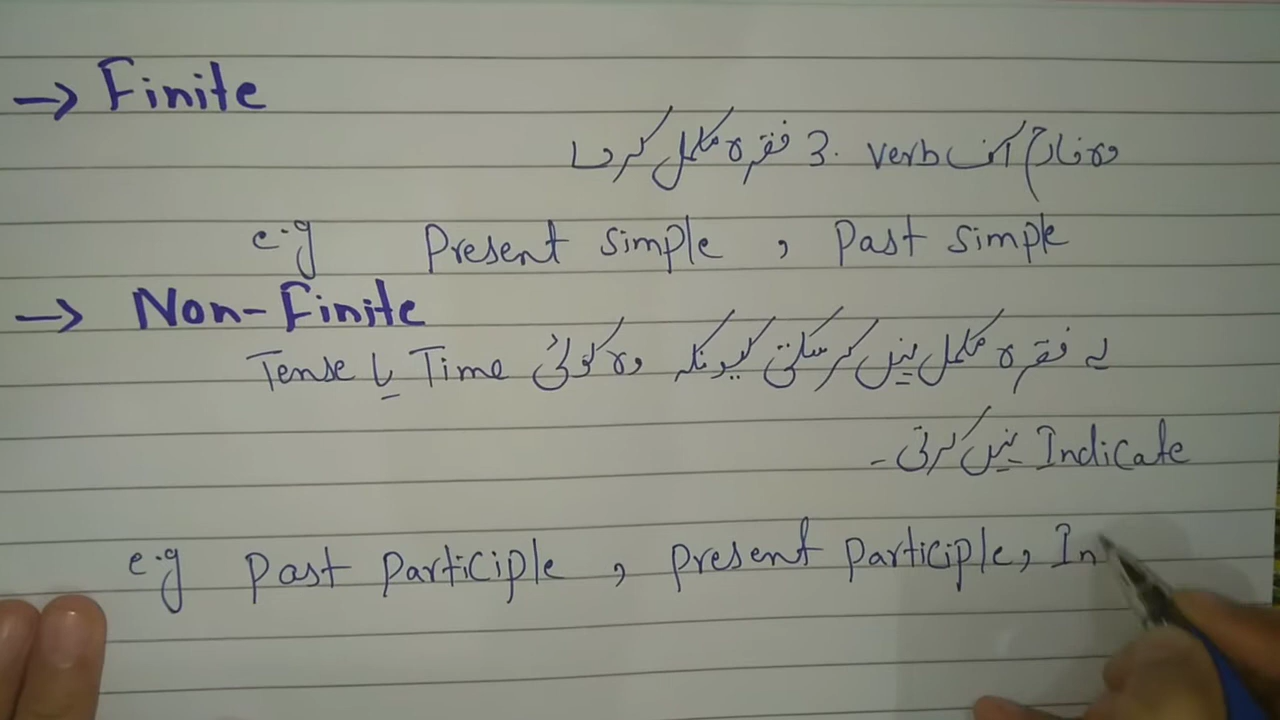 → Finite
وہ فارم آف verb جو فقرہ مکمل کرے
e.g Present simple , Past simple
→ Non-Finite
یہ فقرہ مکمل نہیں کر سکتی کیونکہ وہ کوئی Time یا Tense
Indicate نہیں کرتی۔
e.g Past Participle , Present Participle, In